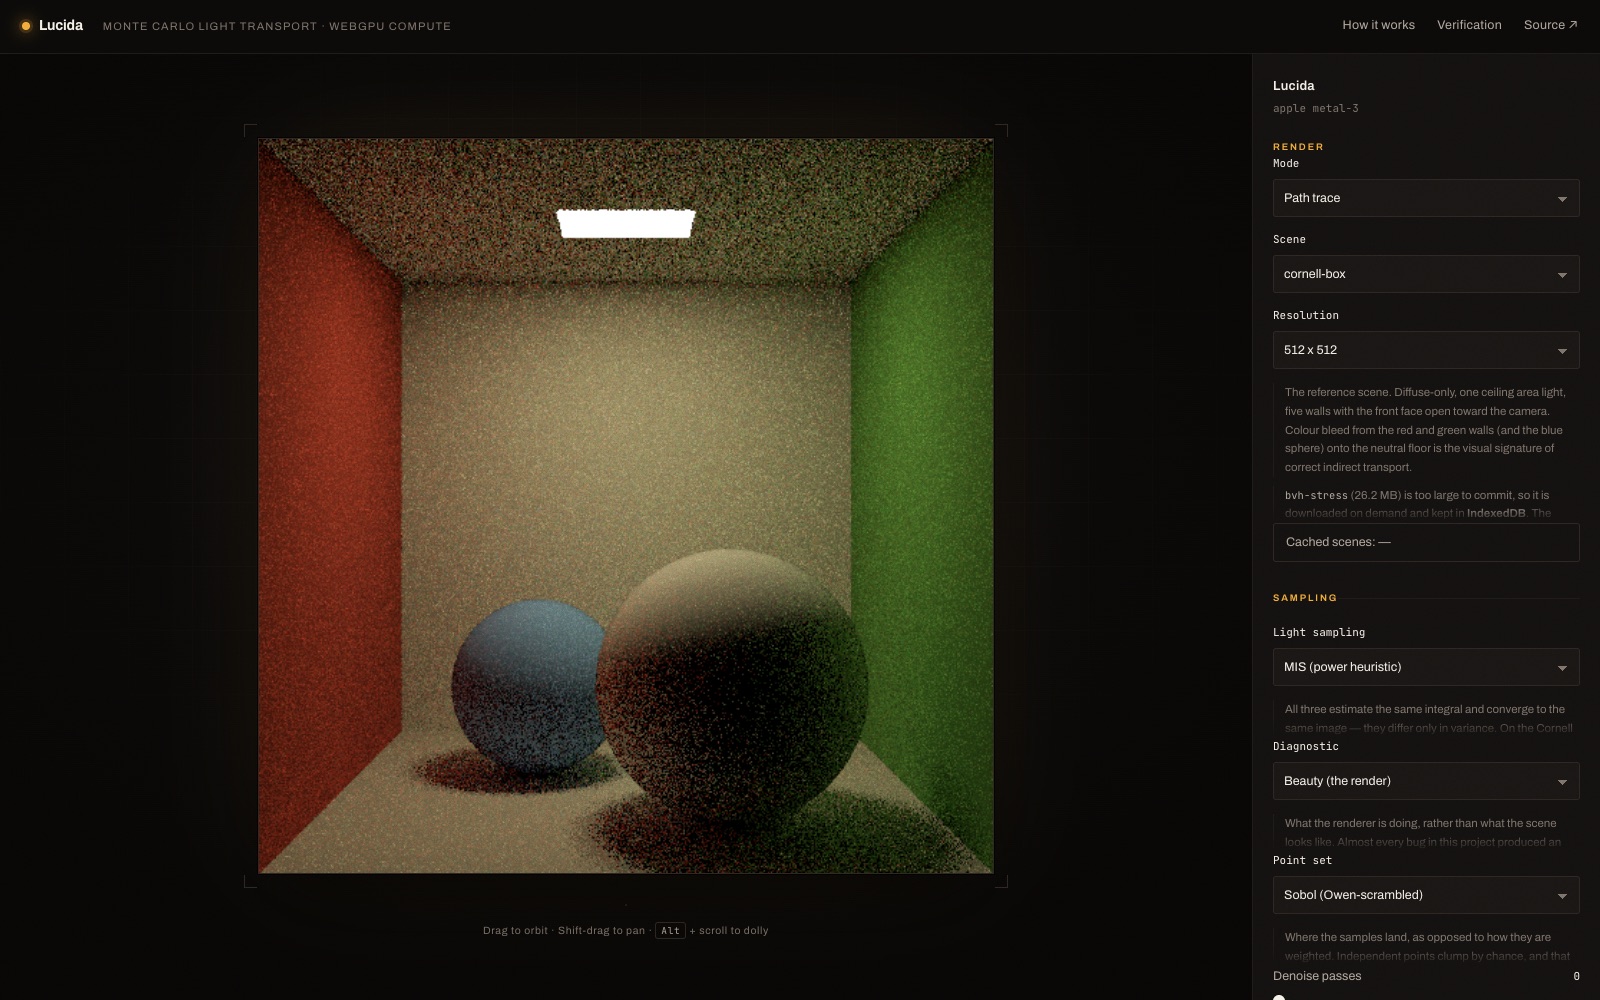 Lucida
MONTE CARLO LIGHT TRANSPORT · WEBGPU COMPUTE
How it works
Verification
Source ↗
Lucida
apple metal-3
RENDER
Mode
Path trace
Scene
cornell-box
Resolution
512 x 512
The reference scene. Diffuse-only, one ceiling area light,
five walls with the front face open toward the camera.
Colour bleed from the red and green walls (and the blue
sphere) onto the neutral floor is the visual signature of
correct indirect transport.
bvh-stress (26.2 MB) is too large to commit, so it is
downloaded on demand and kept in IndexedDB. The
Cached scenes: —
SAMPLING
Light sampling
MIS (power heuristic)
All three estimate the same integral and converge to the
same image — they differ only in variance. On the Cornell
Diagnostic
Beauty (the render)
What the renderer is doing, rather than what the scene
looks like. Almost every bug in this project produced an
Point set
Sobol (Owen-scrambled)
Where the samples land, as opposed to how they are
weighted. Independent points clump by chance, and that
Denoise passes
0
Drag to orbit · Shift-drag to pan · Alt + scroll to dolly